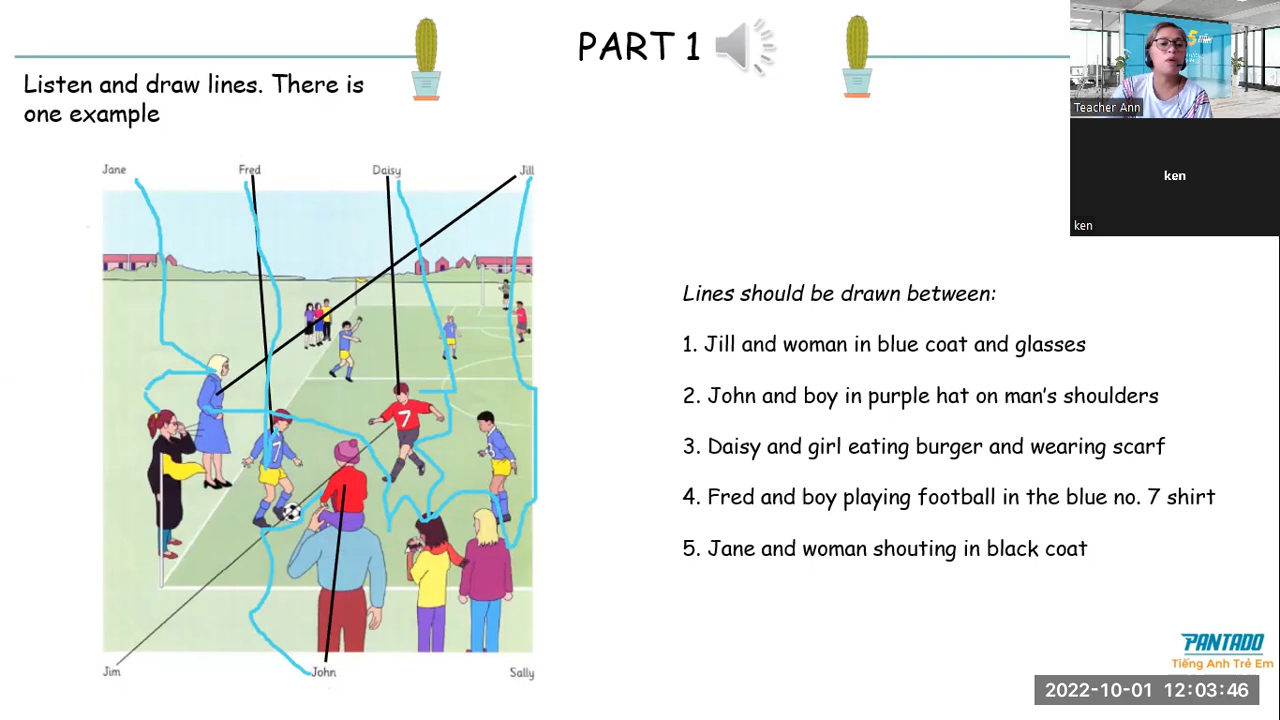 PART 1
Listen and draw lines. There is
one example
Teacher Ann
ken
ken
Jane
Fred
Daisy
Jill
7
7
Jim
John
Sally
Lines should be drawn between:
1. Jill and woman in blue coat and glasses
2. John and boy in purple hat on man's shoulders
3. Daisy and girl eating burger and wearing scarf
4. Fred and boy playing football in the blue no. 7 shirt
5. Jane and woman shouting in black coat
PANTADO
Tiếng Anh Trẻ Em
2022-10-01 12:03:46